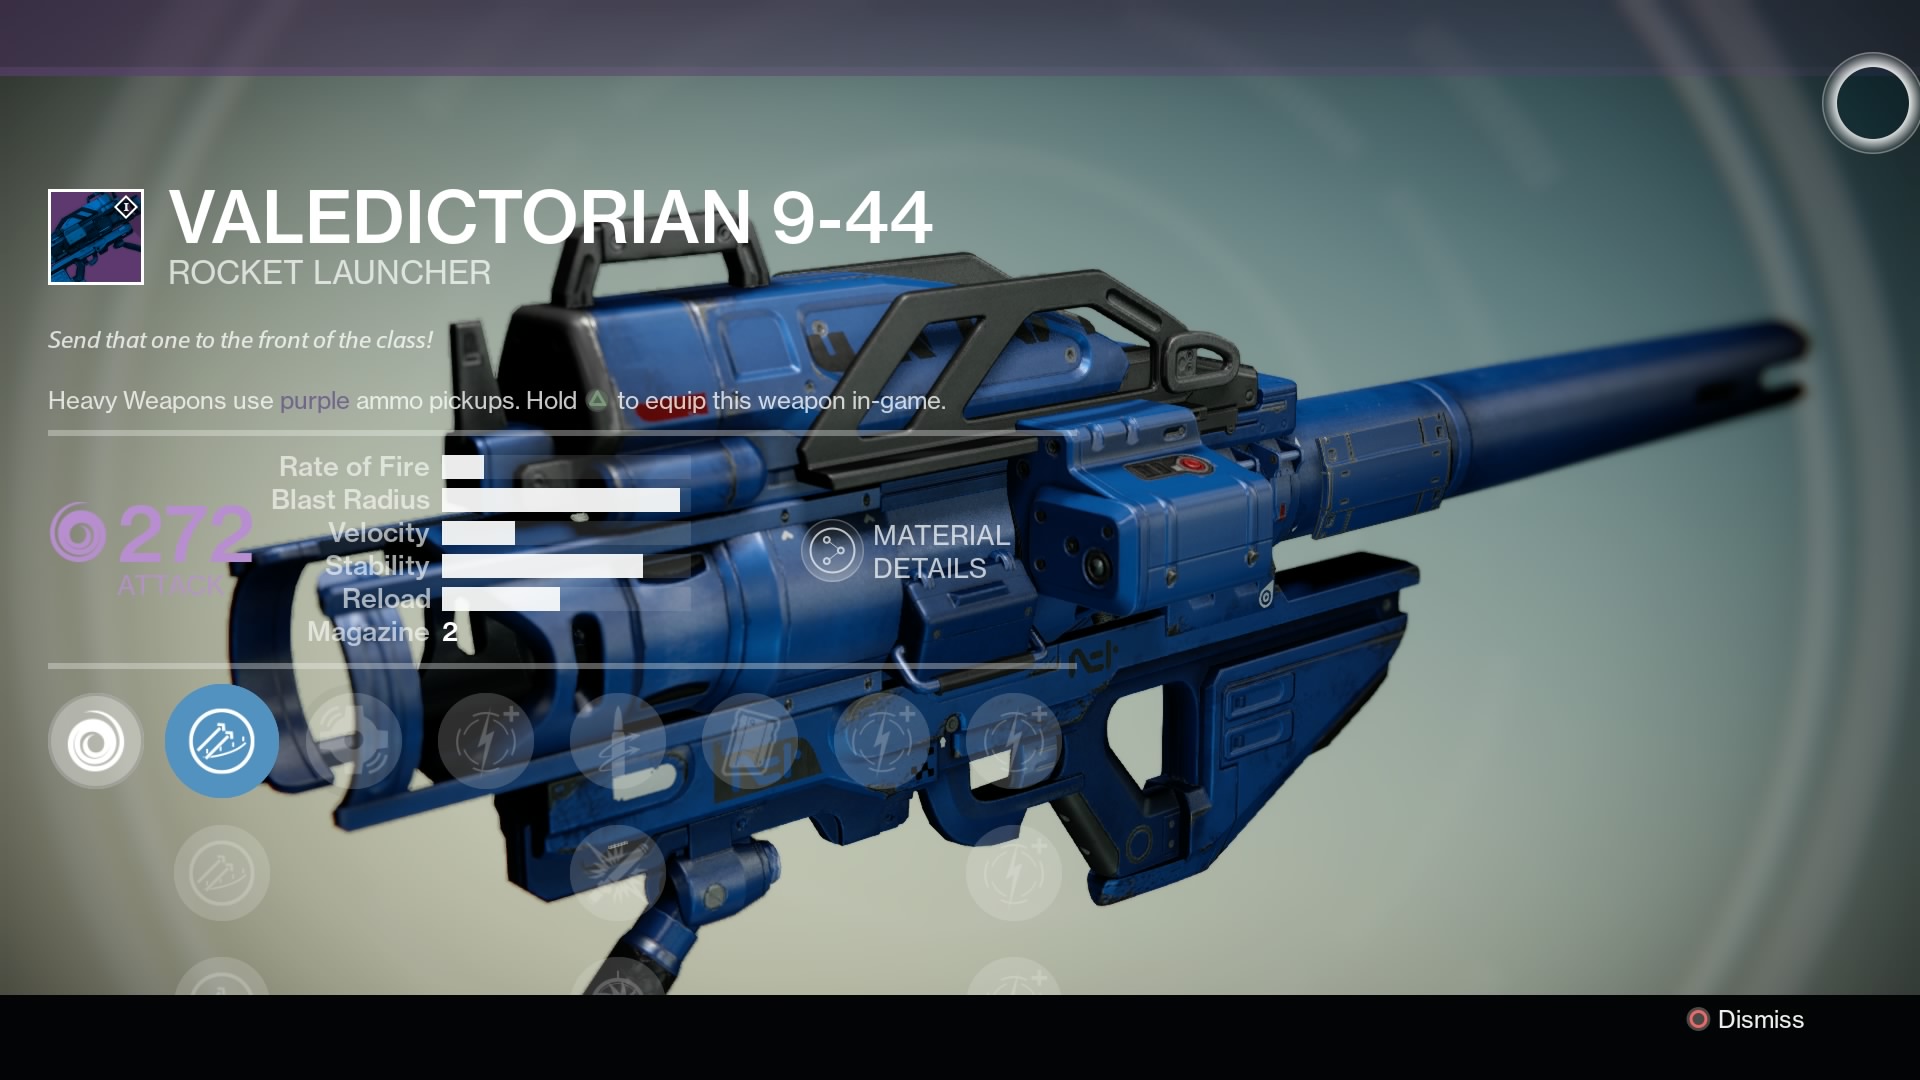 VALEDICTORIAN 9-44
ROCKET LAUNCHER
Send that one to the front of the class!
Heavy Weapons use purple ammo pickups. Hold to equip this weapon in-game.
272
ATTACK
Rate of Fire
Blast Radius
Velocity
Stability
Reload
Magazine 2
MATERIAL
DETAILS
Dismiss